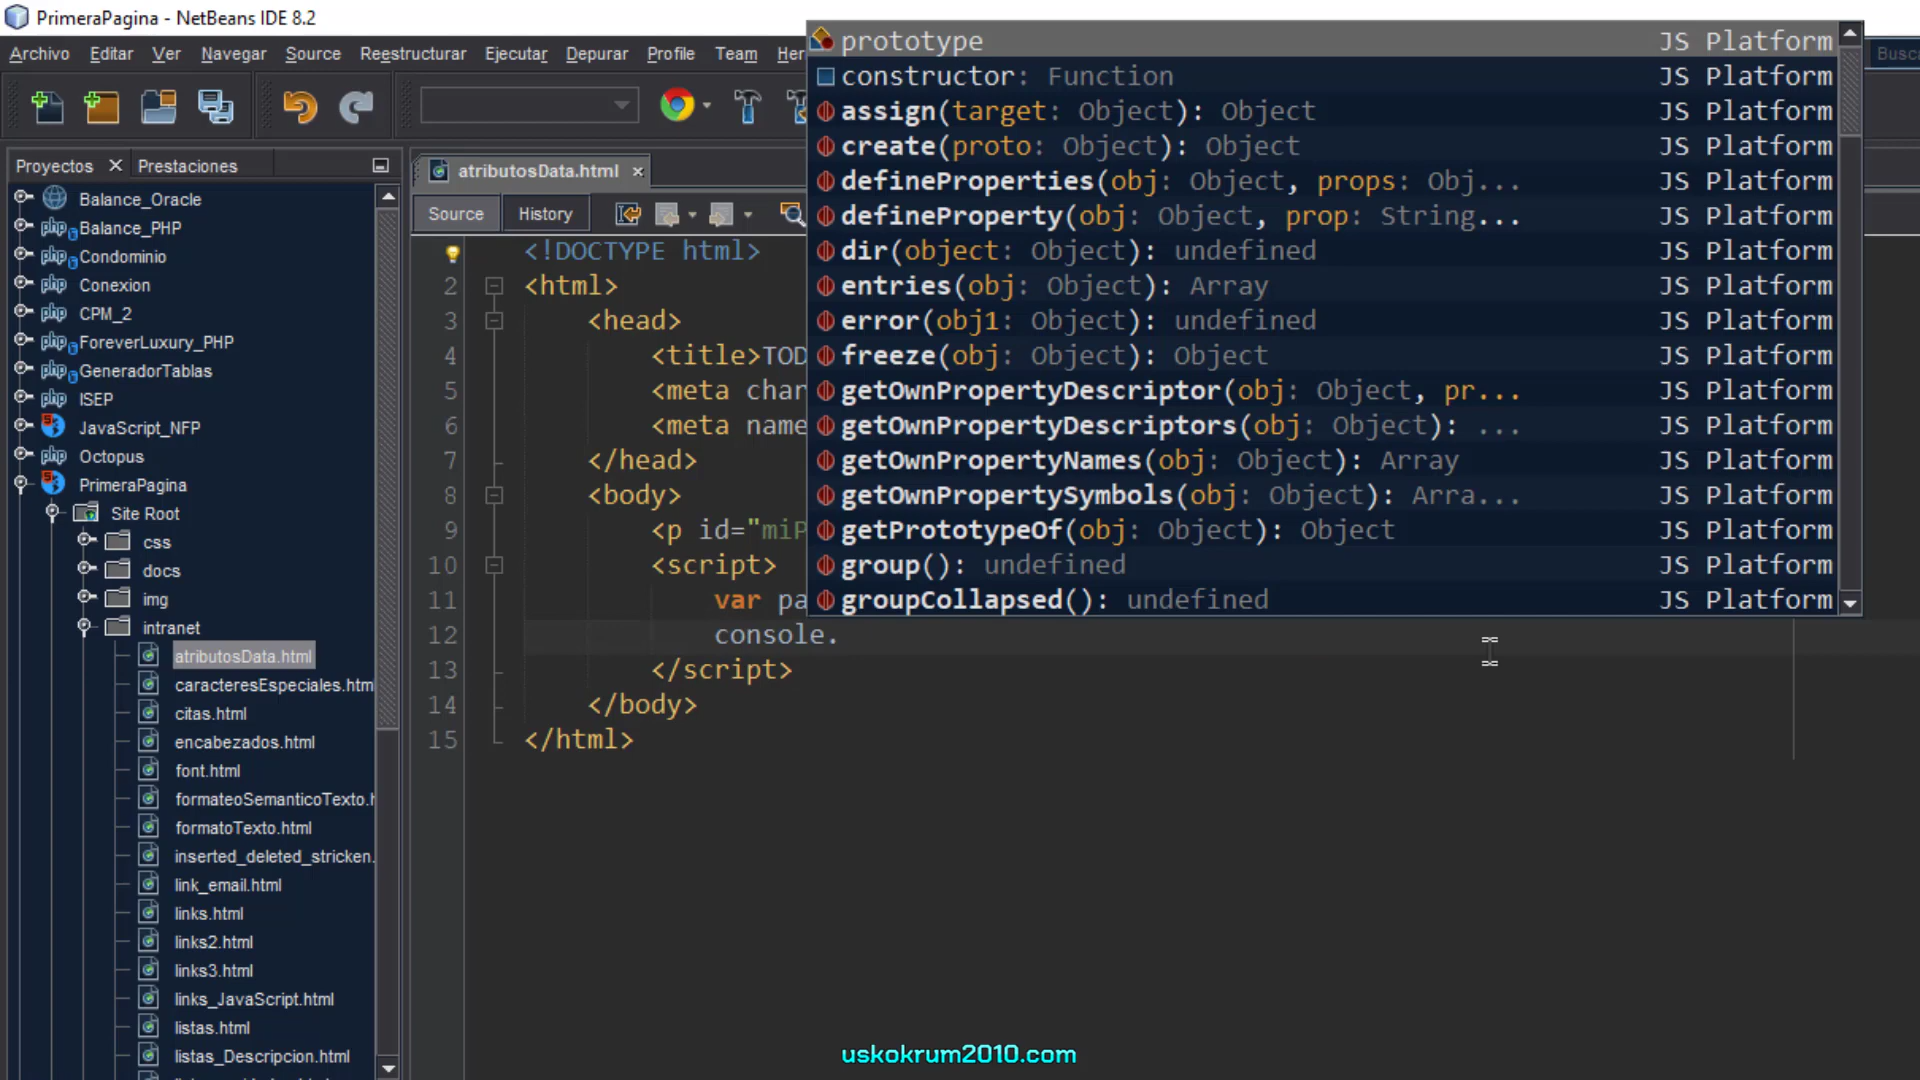 PrimeraPagina - NetBeans IDE 8.2
Archivo Editar Ver Navegar Source Reestructurar Ejecutar Depurar Profile Team
Proyectos Prestaciones
Balance_Oracle
Balance_PHP
Condominio
Conexion
CPM_2
ForeverLuxury_PHP
GeneradorTablas
ISEP
JavaScript_NFP
Octopus
PrimeraPagina
Site Root
css
docs
img
intranet
atributosData.html
caracteresEspeciales.htm
citas.html
encabezados.html
font.html
formateoSemanticoTexto.h
formatoTexto.html
inserted_deleted_stricken.
link_email.html
links.html
links2.html
links3.html
links_JavaScript.html
listas.html
listas_Descripcion.html
atributosData.html
Source History
<!DOCTYPE html>
2 <html>
3 <head>
4 <title>TOD
5 <meta char
6 <meta name
7 </head>
8 <body>
9 <p id="miP
10 <script>
11 var pa
12 console.
13 </script>
14 </body>
15 </html>
prototype JS Platform
constructor: Function JS Platform
assign(target: Object): Object JS Platform
create(proto: Object): Object JS Platform
defineProperties(obj: Object, props: Obj... JS Platform
defineProperty(obj: Object, prop: String... JS Platform
dir(object: Object): undefined JS Platform
entries(obj: Object): Array JS Platform
error(obj1: Object): undefined JS Platform
freeze(obj: Object): Object JS Platform
getOwnPropertyDescriptor(obj: Object, pr... JS Platform
getOwnPropertyDescriptors(obj: Object): ... JS Platform
getOwnPropertyNames(obj: Object): Array JS Platform
getOwnPropertySymbols(obj: Object): Arra... JS Platform
getPrototypeOf(obj: Object): Object JS Platform
group(): undefined JS Platform
groupCollapsed(): undefined JS Platform
uskokrum2010.com